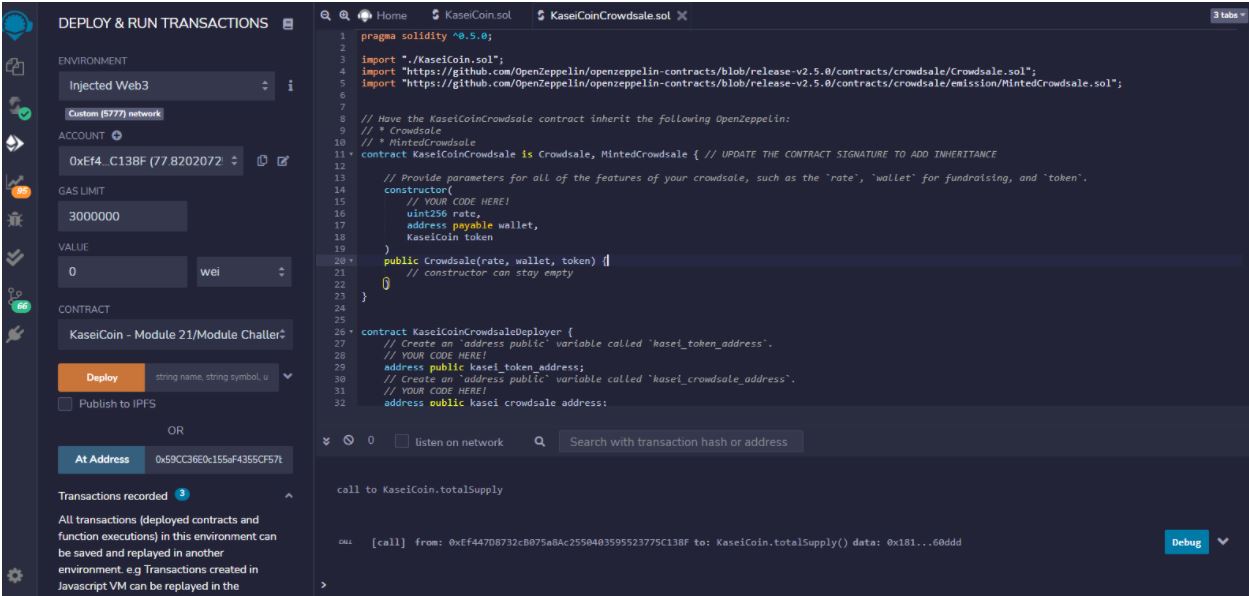 DEPLOY & RUN TRANSACTIONS
ENVIRONMENT
Injected Web3
i
Custom (5777) network
ACCOUNT
0xEf4...C138F (77.8202072
GAS LIMIT
3000000
VALUE
0
wei
CONTRACT
KaseiCoin - Module 21/Module Challer
Deploy
string name, string symbol, u
Publish to IPFS
OR
At Address
0x59CC36E0c155aF4355CF57b
Transactions recorded 3
All transactions (deployed contracts and
function executions) in this environment can
be saved and replayed in another
environment. e.g Transactions created in
Javascript VM can be replayed in the
95
66
Home
KaseiCoin.sol
KaseiCoinCrowdsale.sol
3 tabs
1 pragma solidity ^0.5.0;
2
3 import "./KaseiCoin.sol";
4 import "https://github.com/OpenZeppelin/openzeppelin-contracts/blob/release-v2.5.0/contracts/crowdsale/Crowdsale.sol";
5 import "https://github.com/OpenZeppelin/openzeppelin-contracts/blob/release-v2.5.0/contracts/crowdsale/emission/MintedCrowdsale.sol";
6
7
8 // Have the KaseiCoinCrowdsale contract inherit the following OpenZeppelin:
9 // * Crowdsale
10 // * MintedCrowdsale
11 contract KaseiCoinCrowdsale is Crowdsale, MintedCrowdsale { // UPDATE THE CONTRACT SIGNATURE TO ADD INHERITANCE
12
13 // Provide parameters for all of the features of your crowdsale, such as the `rate`, `wallet` for fundraising, and `token`.
14 constructor(
15 // YOUR CODE HERE!
16 uint256 rate,
17 address payable wallet,
18 KaseiCoin token
19 )
20 public Crowdsale(rate, wallet, token) {
21 // constructor can stay empty
22 }
23 }
24
25
26 contract KaseiCoinCrowdsaleDeployer {
27 // Create an `address public` variable called `kasei_token_address`.
28 // YOUR CODE HERE!
29 address public kasei_token_address;
30 // Create an `address public` variable called `kasei_crowdsale_address`.
31 // YOUR CODE HERE!
32 address public kasei_crowdsale_address;
0
listen on network
Search with transaction hash or address
call to KaseiCoin.totalSupply
CALL [call] from: 0xEf447D8732cB075a8Ac2550403595523775C138F to: KaseiCoin.totalSupply() data: 0x181...60ddd
Debug
>